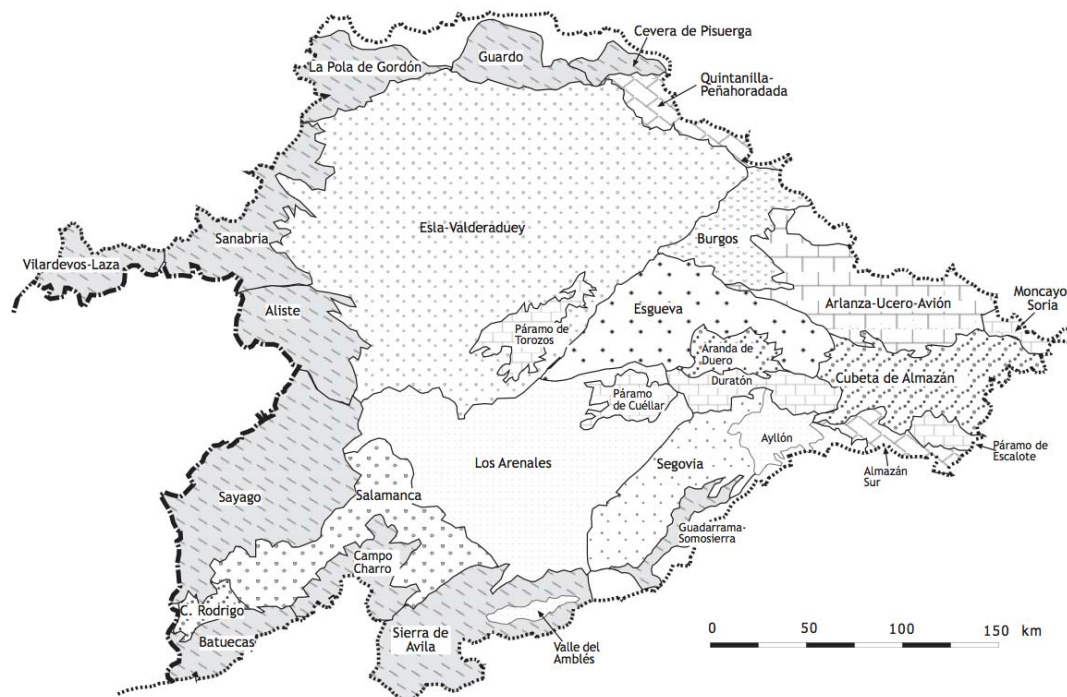 Cevera de Pisuerga
La Pola de Gordón
Guardo
Quintanilla-
Peñahoradada
Esla-Valderaduey
Sanabria
Burgos
Vilardevos-Laza
Aliste
Esgueva
Arlanza-Ucero-Avión
Moncayo
Soria
Páramo de
Torozos
Aranda de
Duero
Duratón
Cubeta de Almazán
Páramo
de Cuéllar
Ayllón
Los Arenales
Segovia
Almazán
Sur
Páramo de
Escalote
Sayago
Salamanca
Guadarrama-
Somosierra
Campo
Charro
C. Rodrigo
Batuecas
Sierra de
Avila
Valle del
Amblés
0 50 100 150 km